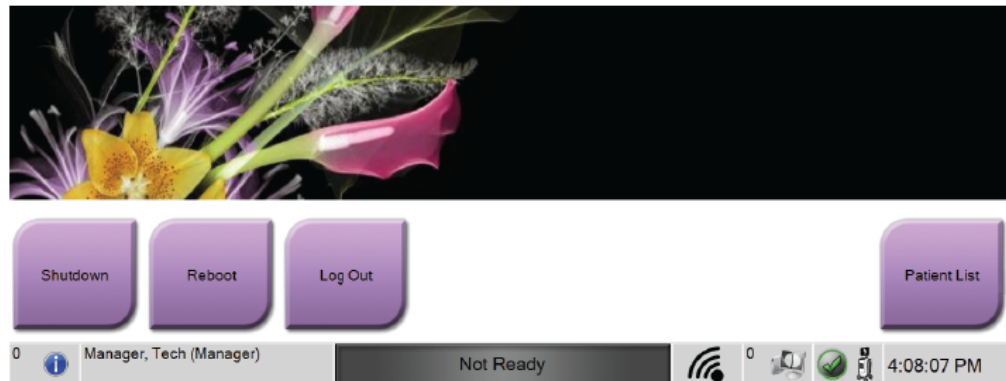 Shutdown
Reboot
Log Out
Patient List
0
Manager, Tech (Manager)
Not Ready
0
4:08:07 PM